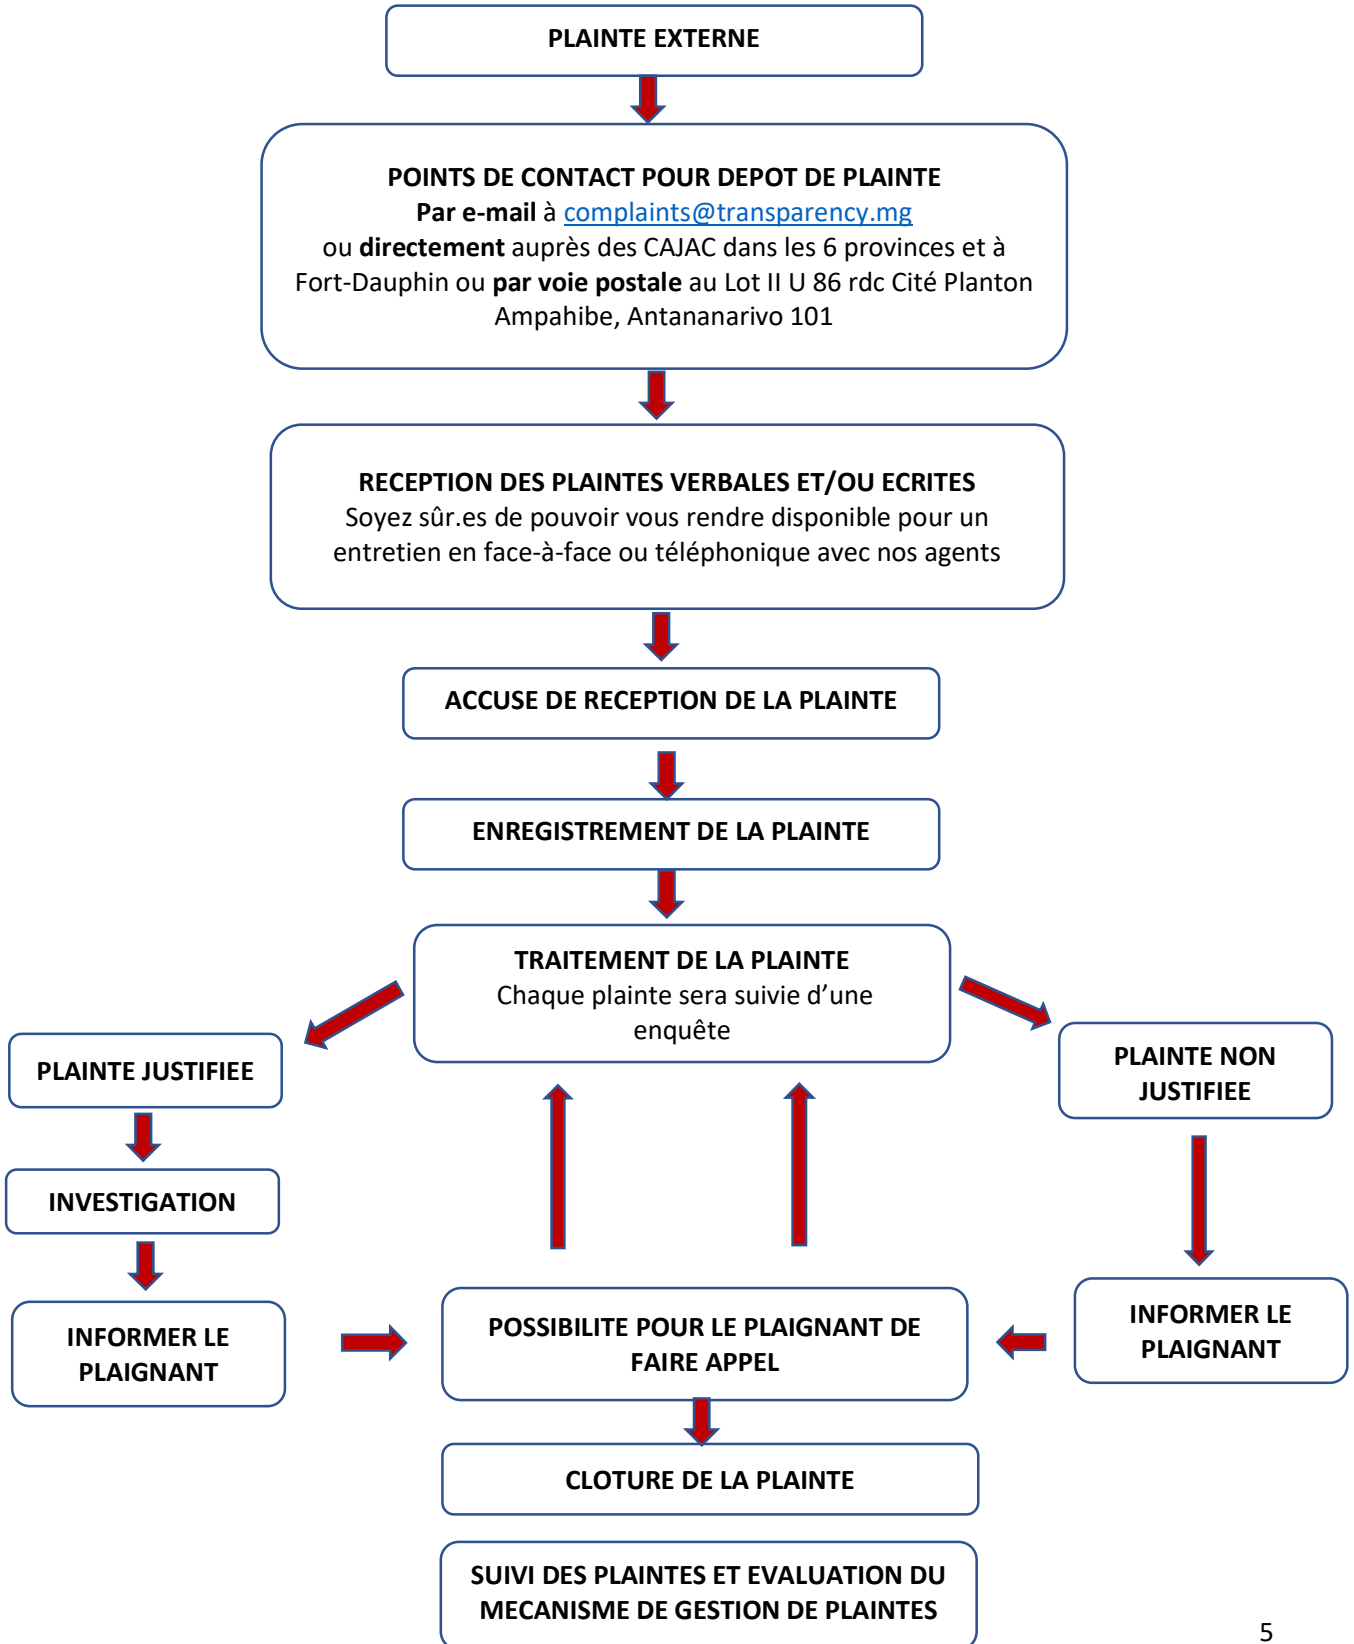 PLAINTE EXTERNE
POINTS DE CONTACT POUR DEPOT DE PLAINTE
Par e-mail à complaints@transparency.mg
ou directement auprès des CAJAC dans les 6 provinces et à
Fort-Dauphin ou par voie postale au Lot II U 86 rdc Cité Planton
Ampahibe, Antananarivo 101
RECEPTION DES PLAINTES VERBALES ET/OU ECRITES
Soyez sûr.es de pouvoir vous rendre disponible pour un
entretien en face-à-face ou téléphonique avec nos agents
ACCUSE DE RECEPTION DE LA PLAINTE
ENREGISTREMENT DE LA PLAINTE
TRAITEMENT DE LA PLAINTE
Chaque plainte sera suivie d’une
enquête
PLAINTE JUSTIFIEE
PLAINTE NON
JUSTIFIEE
INVESTIGATION
INFORMER LE
PLAIGNANT
POSSIBILITE POUR LE PLAIGNANT DE
FAIRE APPEL
INFORMER LE
PLAIGNANT
CLOTURE DE LA PLAINTE
SUIVI DES PLAINTES ET EVALUATION DU
MECANISME DE GESTION DE PLAINTES
5